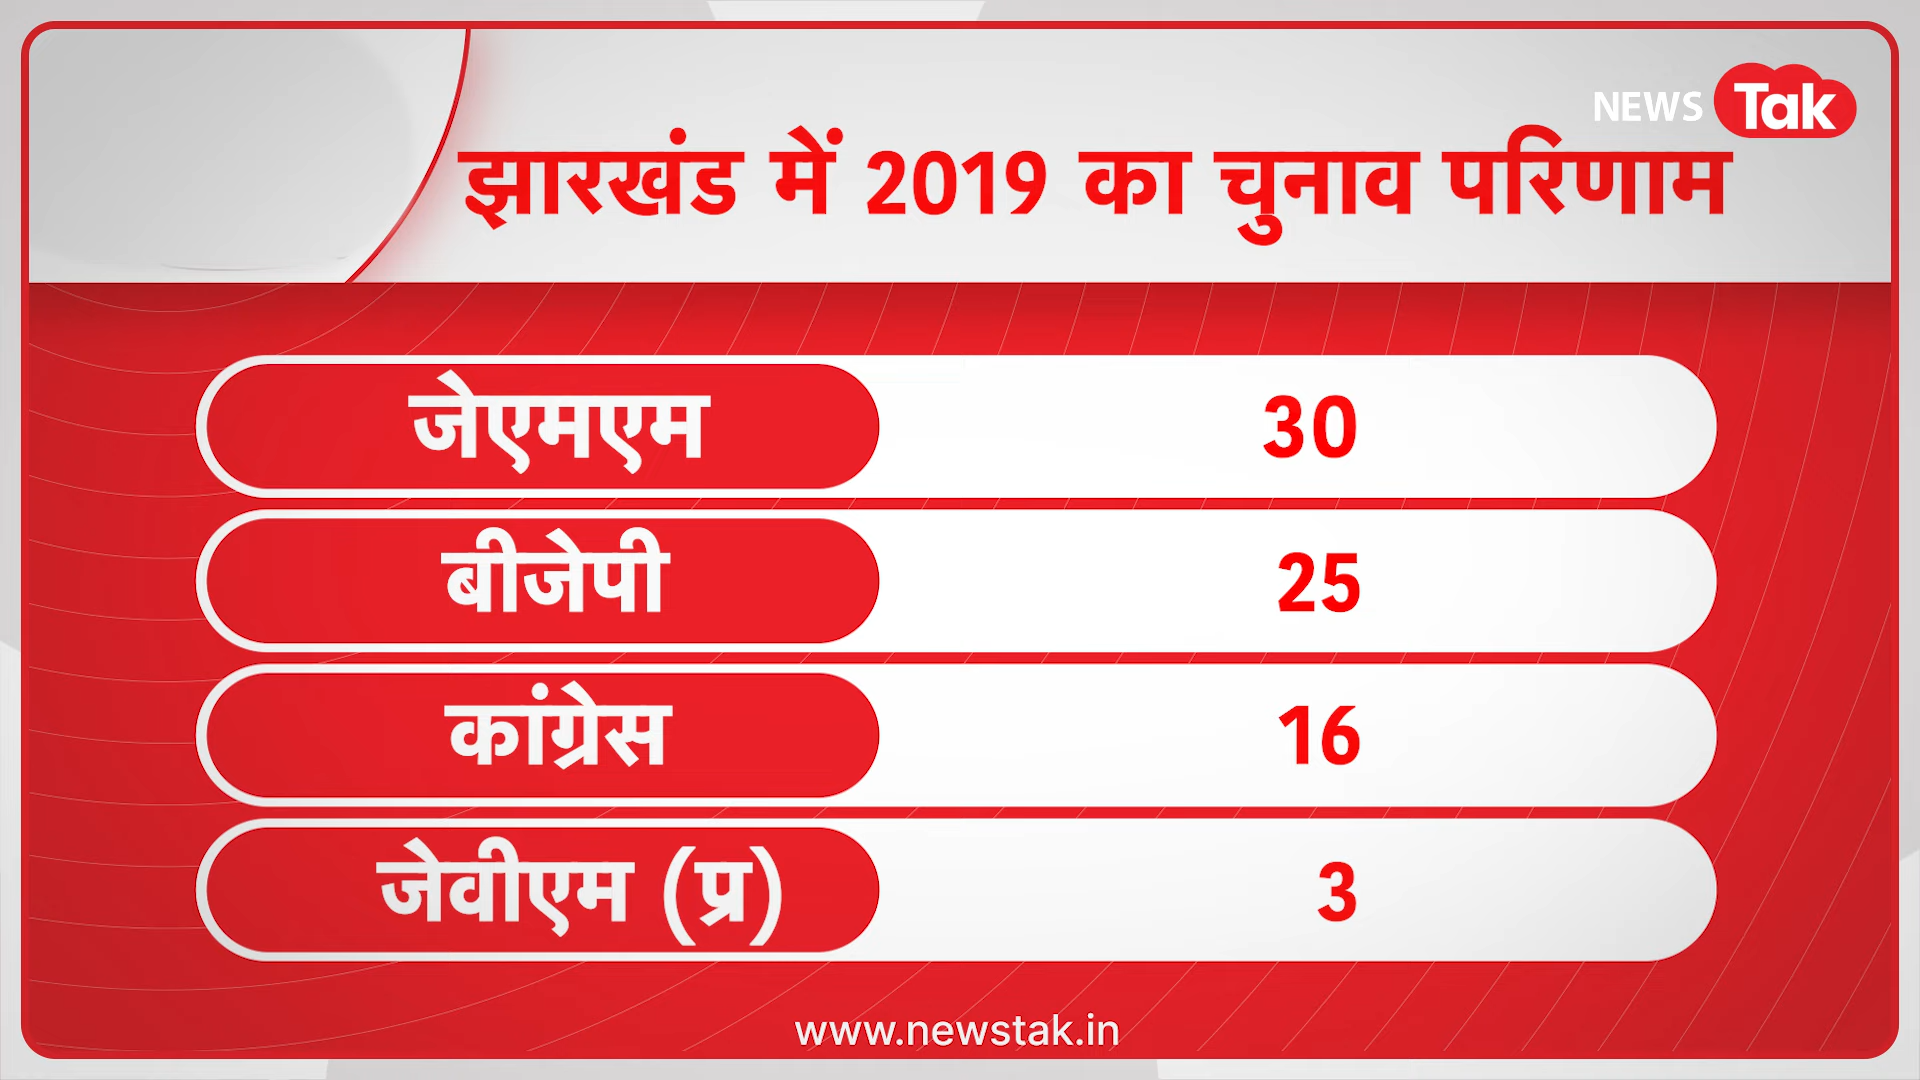 NEWS Tak
झारखंड में 2019 का चुनाव परिणाम
जेएमएम 30
बीजेपी 25
कांग्रेस 16
जेवीएम (प्र) 3
www.newstak.in